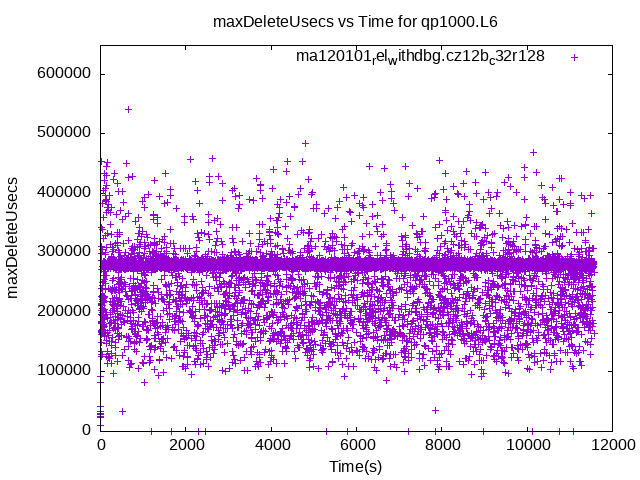 maxDeleteUsecs vs Time for qp1000.L6
ma120101relwithdbg.cz12bc32r128
600000
500000
400000
300000
200000
100000
0
maxDeleteUsecs
0 2000 4000 6000 8000 10000 12000
Time(s)